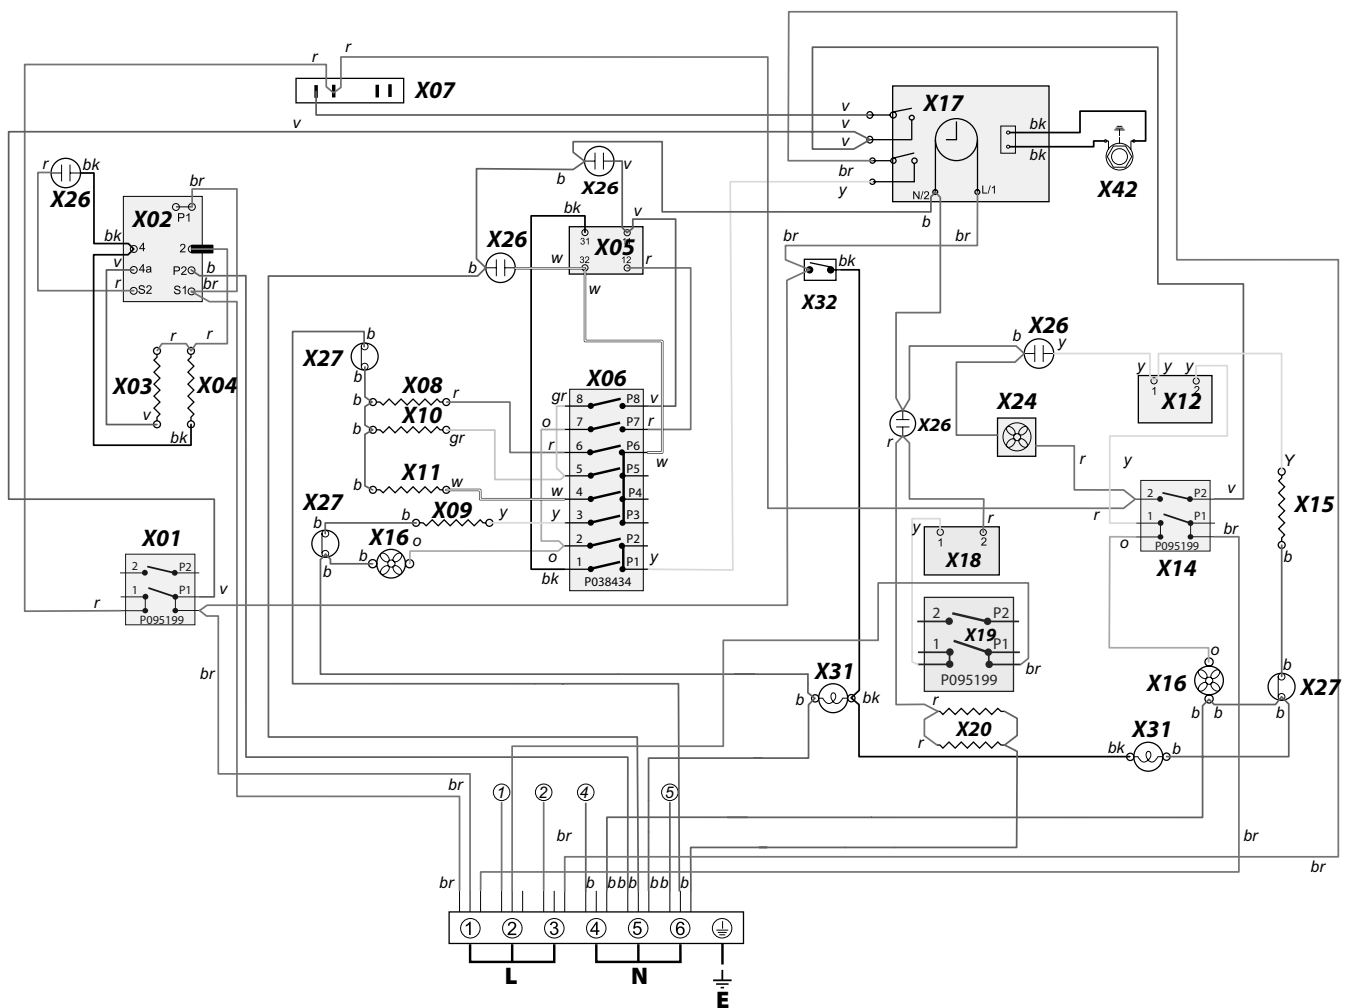 r
r
X07
v
v
v
v
br
y
X17
bk
bk
X42
N/2
L/1
b
r
bk
X26
br
X02
P1
bk
4
2
v
4a
P2
b
r
S2
S1
br
b
v
X26
X26
bk
v
31
11
X05
b
w
32
12
r
w
br
br
bk
X32
r
r
X03
X04
v
bk
b
X27
b
b
X08
r
X10
b
gr
b
X11
w
X27
b
b
X09
y
X16
b
b
o
X06
gr
8
P8
v
o
7
P7
r
r
6
P6
w
5
P5
w
4
P4
y
3
P3
2
P2
o
1
P1
y
bk
P038434
b
X26
y
X26
r
X24
r
y
y
y
1
2
X12
y
r
2
P2
v
1
P1
br
o
P095199
X14
Y
X15
b
y
1
r
2
X18
2
P2
X19
1
P1
br
P095199
X01
2
P2
1
P1
v
r
P095199
br
X31
b
bk
r
X20
r
o
X16
b
b
b
X27
b
X31
bk
b
br
1
2
4
5
br
br
br
br
b
b
b
b
b
b
b
1
2
3
4
5
6
L
N
E